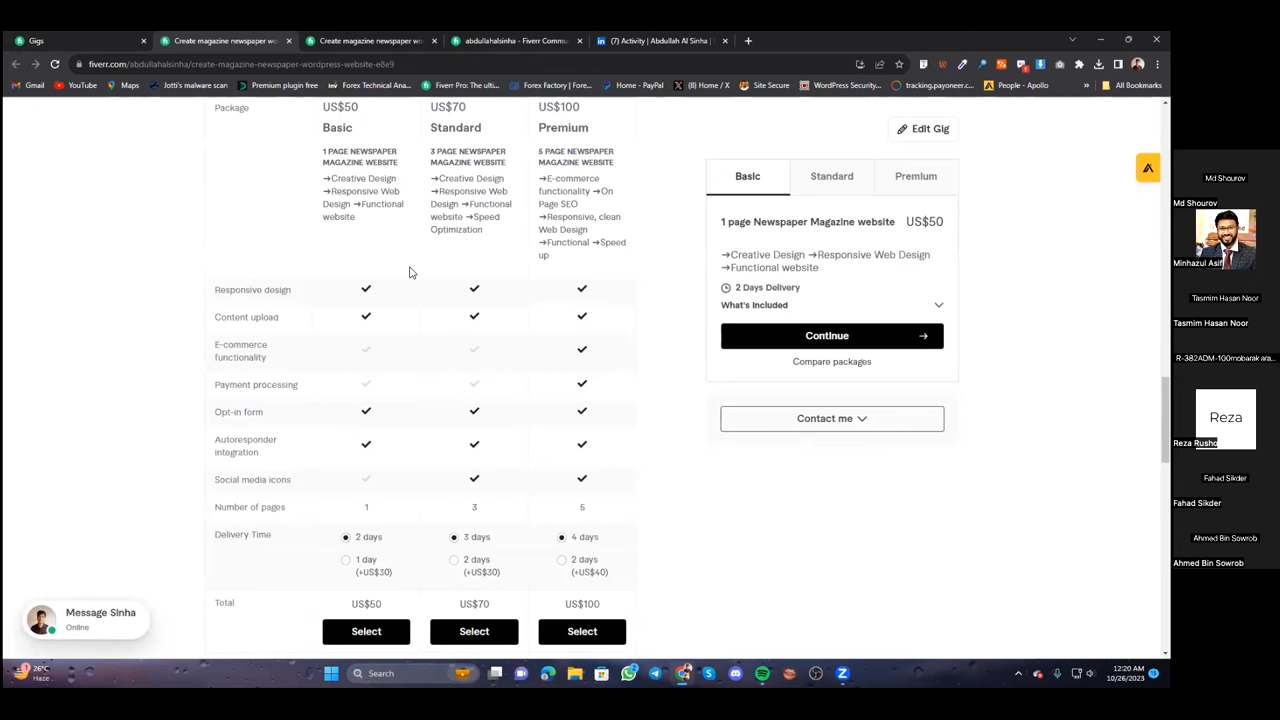 Gigs
Create magazine newspaper wo
Create magazine newspaper wo
abdullahalsinha - Fiverr Commu
(7) Activity | Abdullah Al Sinha |
fiverr.com/abdullahalsinha/create-magazine-newspaper-wordpress-website-e6e9
Gmail
YouTube
Maps
Jotti's malware scan
Premium plugin free
Forex Technical Ana...
Fiverr Pro: The ulti...
Forex Factory | Fore...
Home - PayPal
(8) Home / X
Site Secure
WordPress Security...
tracking.payoneer.c...
People - Apollo
»
All Bookmarks
Package
US$50
US$70
US$100
Basic
Standard
Premium
1 PAGE NEWSPAPER
MAGAZINE WEBSITE
➔Creative Design
➔Responsive Web
Design ➔Functional
website
3 PAGE NEWSPAPER
MAGAZINE WEBSITE
➔Creative Design
➔Responsive Web
Design ➔Functional
website ➔Speed
Optimization
5 PAGE NEWSPAPER
MAGAZINE WEBSITE
➔E-commerce
functionality ➔On
Page SEO
➔Responsive, clean
Web Design
➔Functional ➔Speed
up
Responsive design
Content upload
E-commerce
functionality
Payment processing
Opt-in form
Autoresponder
integration
Social media icons
Number of pages
1
3
5
Delivery Time
2 days
3 days
4 days
1 day
(+US$30)
2 days
(+US$30)
2 days
(+US$40)
Total
US$50
US$70
US$100
Select
Select
Select
Edit Gig
Basic
Standard
Premium
1 page Newspaper Magazine website
US$50
➔Creative Design ➔Responsive Web Design
➔Functional website
2 Days Delivery
What's Included
Continue
Compare packages
Contact me
Message Sinha
Online
Md Shourov
Md Shourov
Minhazul Asif
Tasmim Hasan Noor
Tasmim Hasan Noor
R-382ADM-100mobarak ara...
Reza
Reza Rusho
Fahad Sikder
Fahad Sikder
Ahmed Bin Sowrob
Ahmed Bin Sowrob
26°C
Haze
Search
12:20 AM
10/26/2023